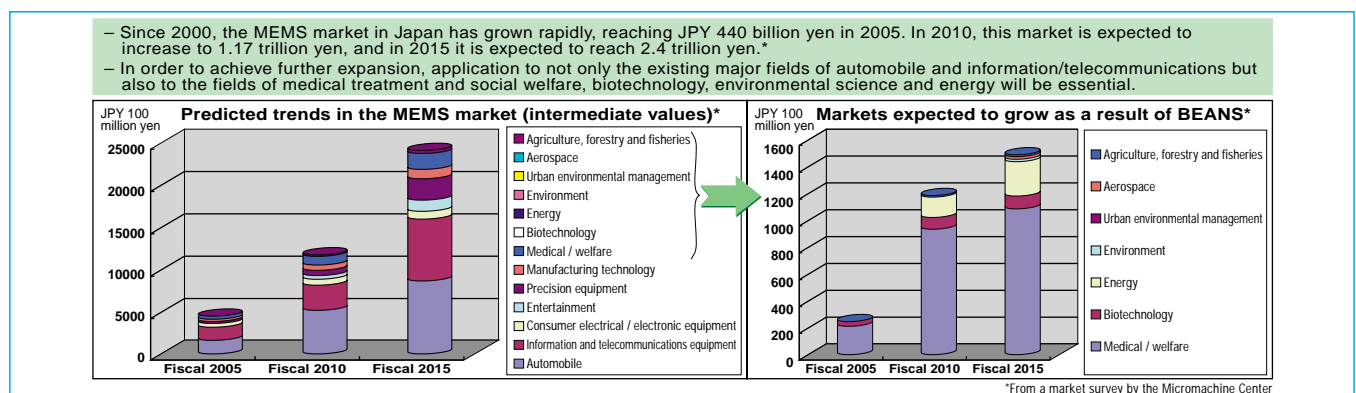 – Since 2000, the MEMS market in Japan has grown rapidly, reaching JPY 440 billion yen in 2005. In 2010, this market is expected to
increase to 1.17 trillion yen, and in 2015 it is expected to reach 2.4 trillion yen.*
– In order to achieve further expansion, application to not only the existing major fields of automobile and information/telecommunications but
also to the fields of medical treatment and social welfare, biotechnology, environmental science and energy will be essential.
JPY 100
million yen
Predicted trends in the MEMS market (intermediate values)*
25000
20000
15000
10000
5000
0
Fiscal 2005
Fiscal 2010
Fiscal 2015
Agriculture, forestry and fisheries
Aerospace
Urban environmental management
Environment
Energy
Biotechnology
Medical / welfare
Manufacturing technology
Precision equipment
Entertainment
Consumer electrical / electronic equipment
Information and telecommunications equipment
Automobile
JPY 100
million yen
Markets expected to grow as a result of BEANS*
1600
1400
1200
1000
800
600
400
200
0
Fiscal 2005
Fiscal 2010
Fiscal 2015
Agriculture, forestry and fisheries
Aerospace
Urban environmental management
Environment
Energy
Biotechnology
Medical / welfare
*From a market survey by the Micromachine Center